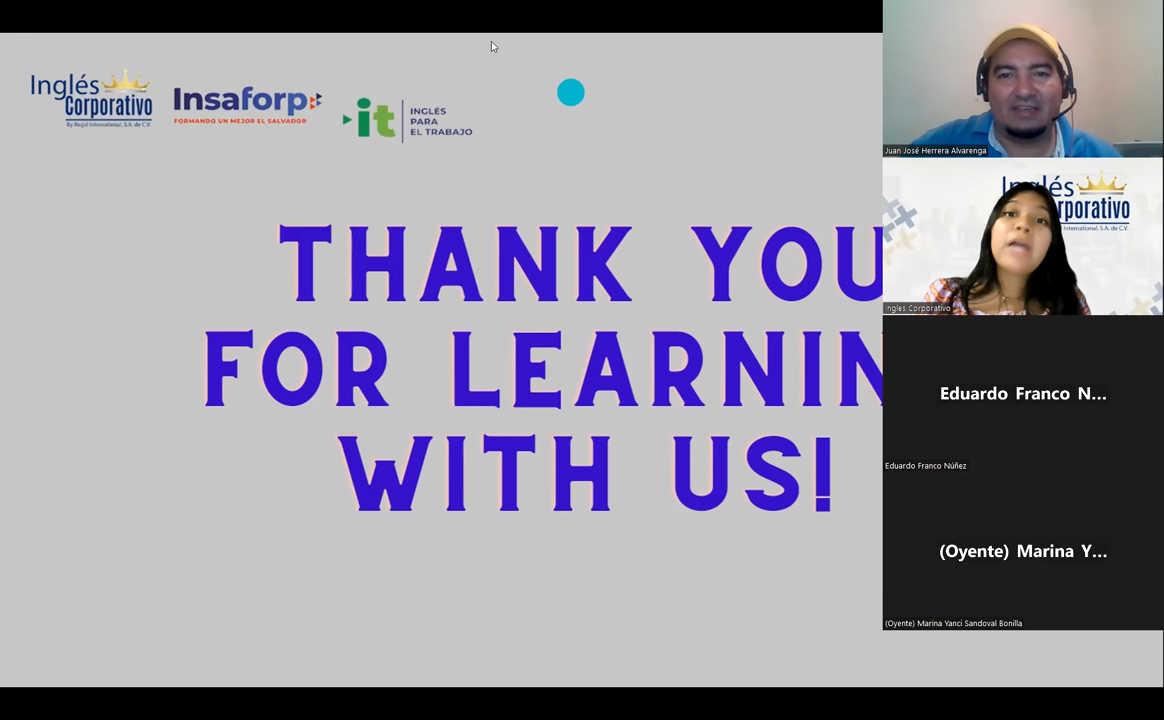 Inglés
Corporativo
By Regal International, S.A. de C.V.
Insaforp
FORMANDO UN MEJOR EL SALVADOR
it
INGLÉS
PARA
EL TRABAJO
THANK YOU
FOR LEARNIN
WITH US!
Juan José Herrera Alvarenga
Inglés
rporativo
International, S.A. de C.V.
Ingles Corporativo
Eduardo Franco N...
Eduardo Franco Núñez
(Oyente) Marina Y...
(Oyente) Marina Yanci Sandoval Bonilla